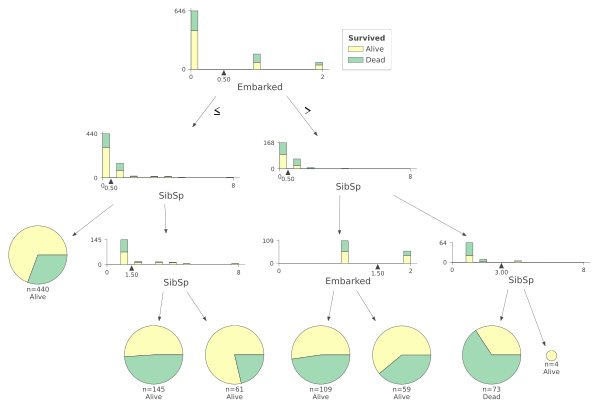 646
0
0
0.50
2
Embarked
Survived
Alive
Dead
≤
>
440
0
0
0.50
8
SibSp
168
0
0
0.50
8
SibSp
n=440
Alive
145
0
0
1.50
8
SibSp
109
0
0
1.50
2
Embarked
64
0
0
3.00
8
SibSp
n=145
Alive
n=61
Alive
n=109
Alive
n=59
Alive
n=73
Dead
n=4
Alive